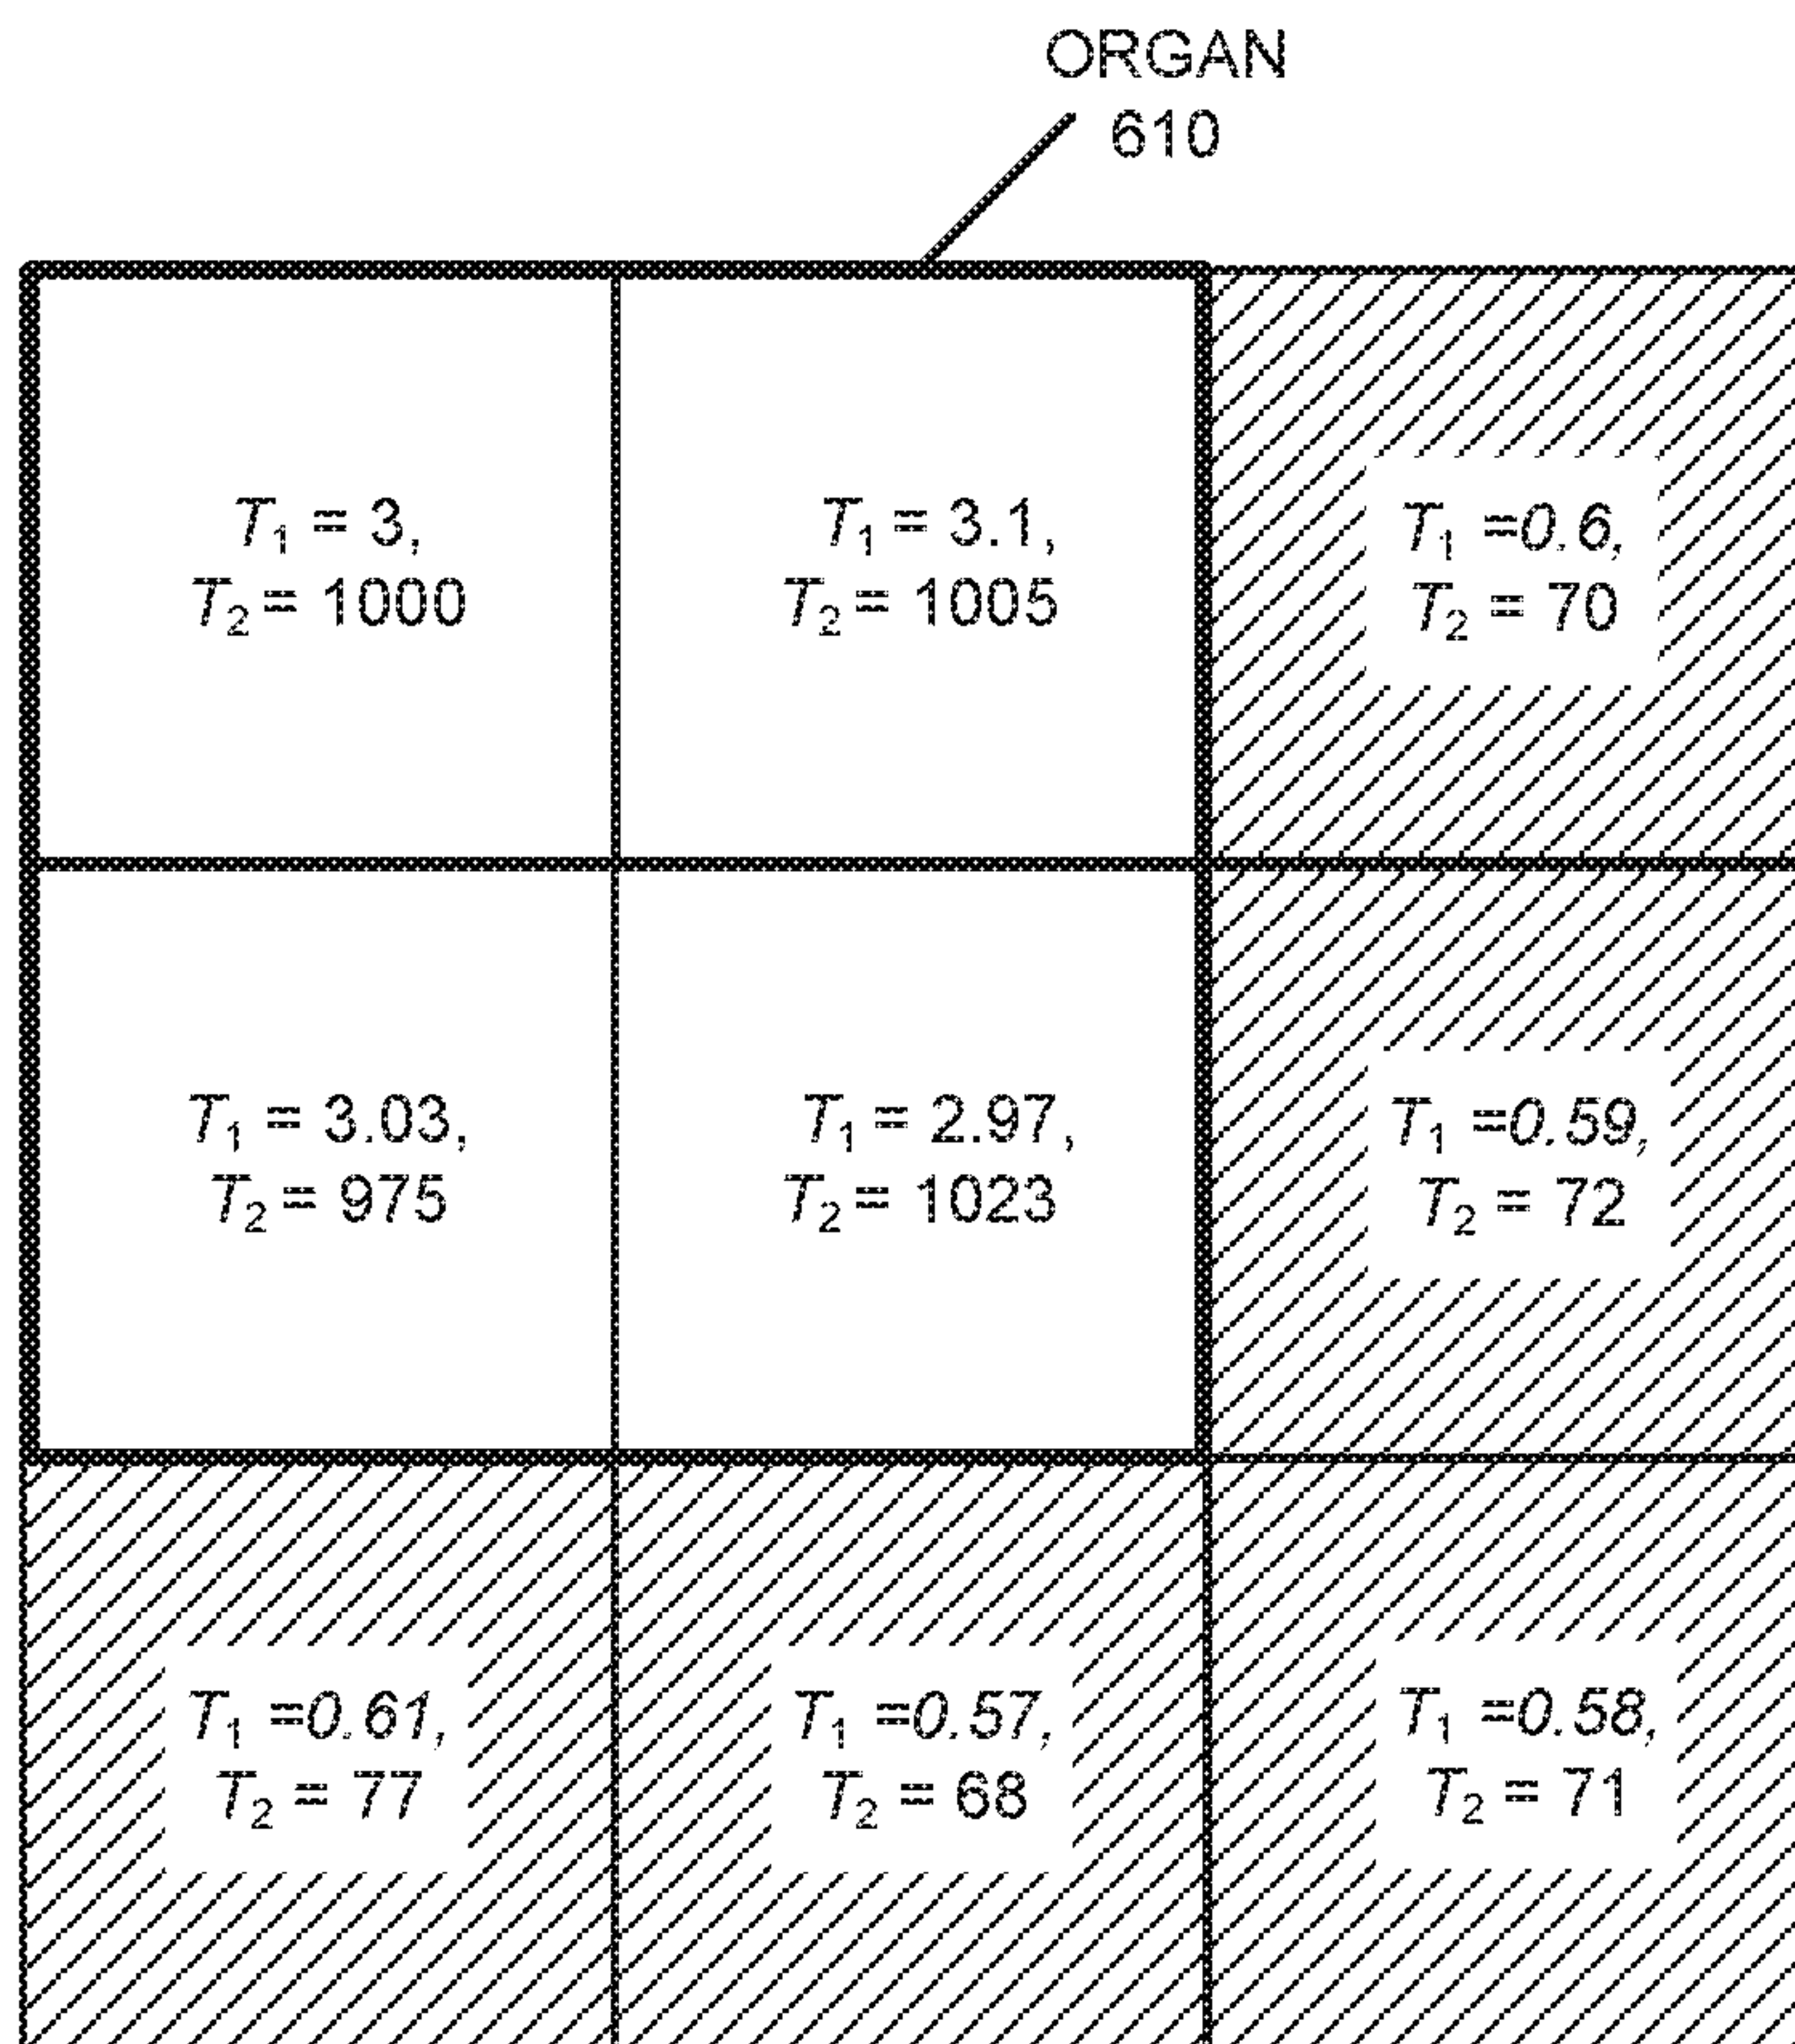 ORGAN
610
T₁ = 3,
T₂ = 1000
T₁ = 3.1,
T₂ = 1005
T₁ =0.6,
T₂ = 70
T₁ = 3.03,
T₂ = 975
T₁ = 2.97,
T₂ = 1023
T₁ =0.59,
T₂ = 72
T₁ =0.61,
T₂ = 77
T₁ =0.57,
T₂ = 68
T₁ =0.58,
T₂ = 71